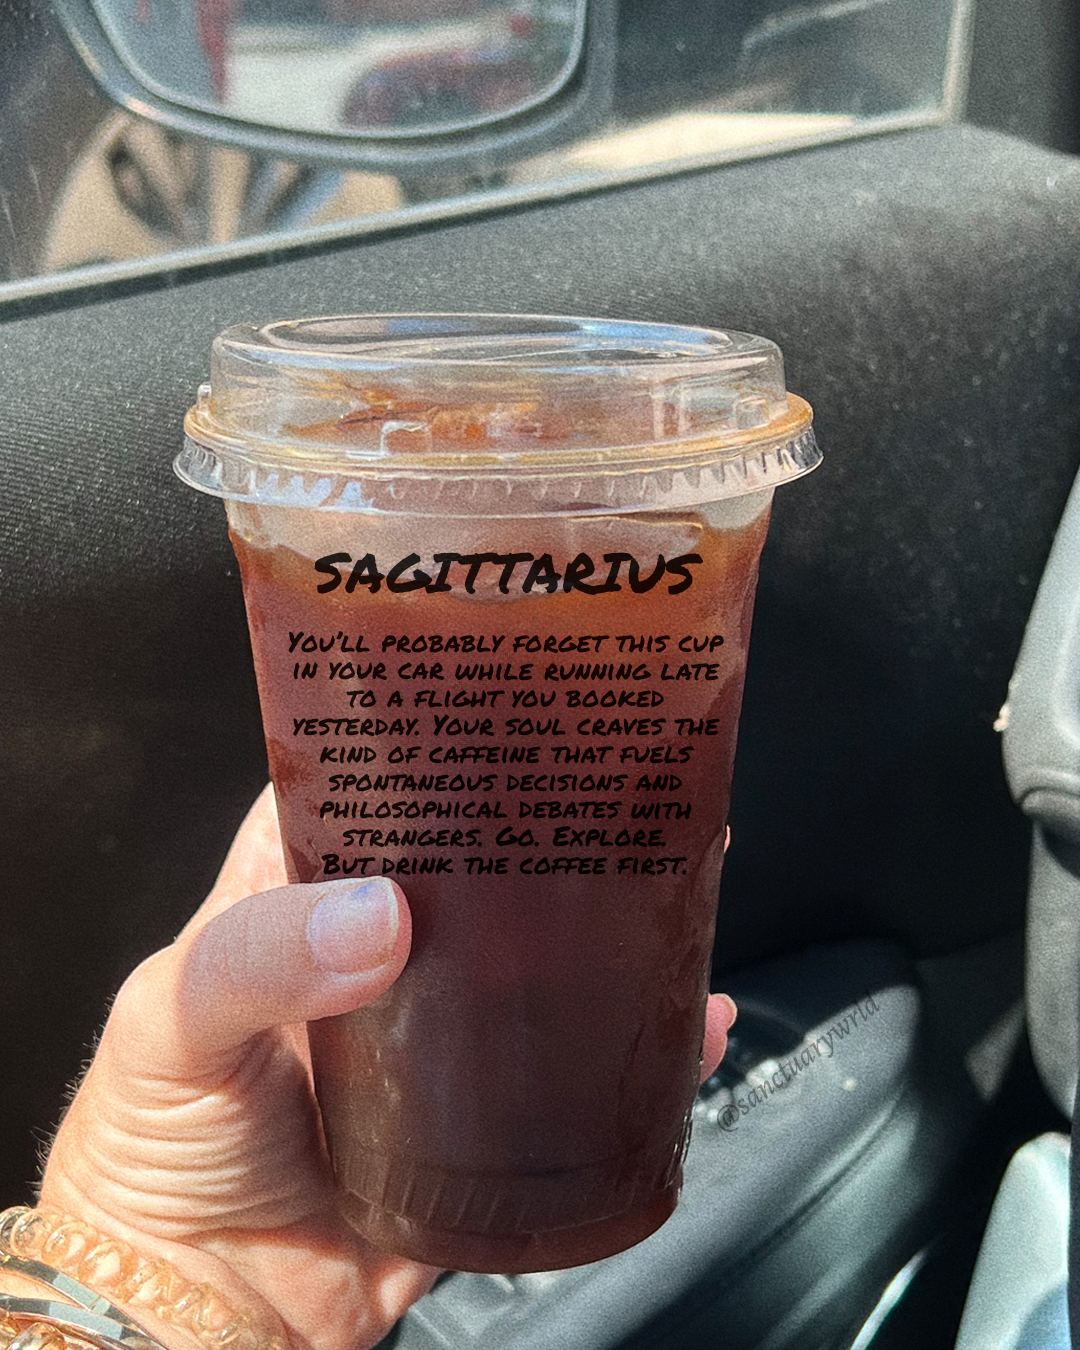 SAGITTARIUS
YOU'LL PROBABLY FORGET THIS CUP
IN YOUR CAR WHILE RUNNING LATE
TO A FLIGHT YOU BOOKED
YESTERDAY. YOUR SOUL CRAVES THE
KIND OF CAFFEINE THAT FUELS
SPONTANEOUS DECISIONS AND
PHILOSOPHICAL DEBATES WITH
STRANGERS. GO. EXPLORE.
BUT DRINK THE COFFEE FIRST.
@sanctuarywrld